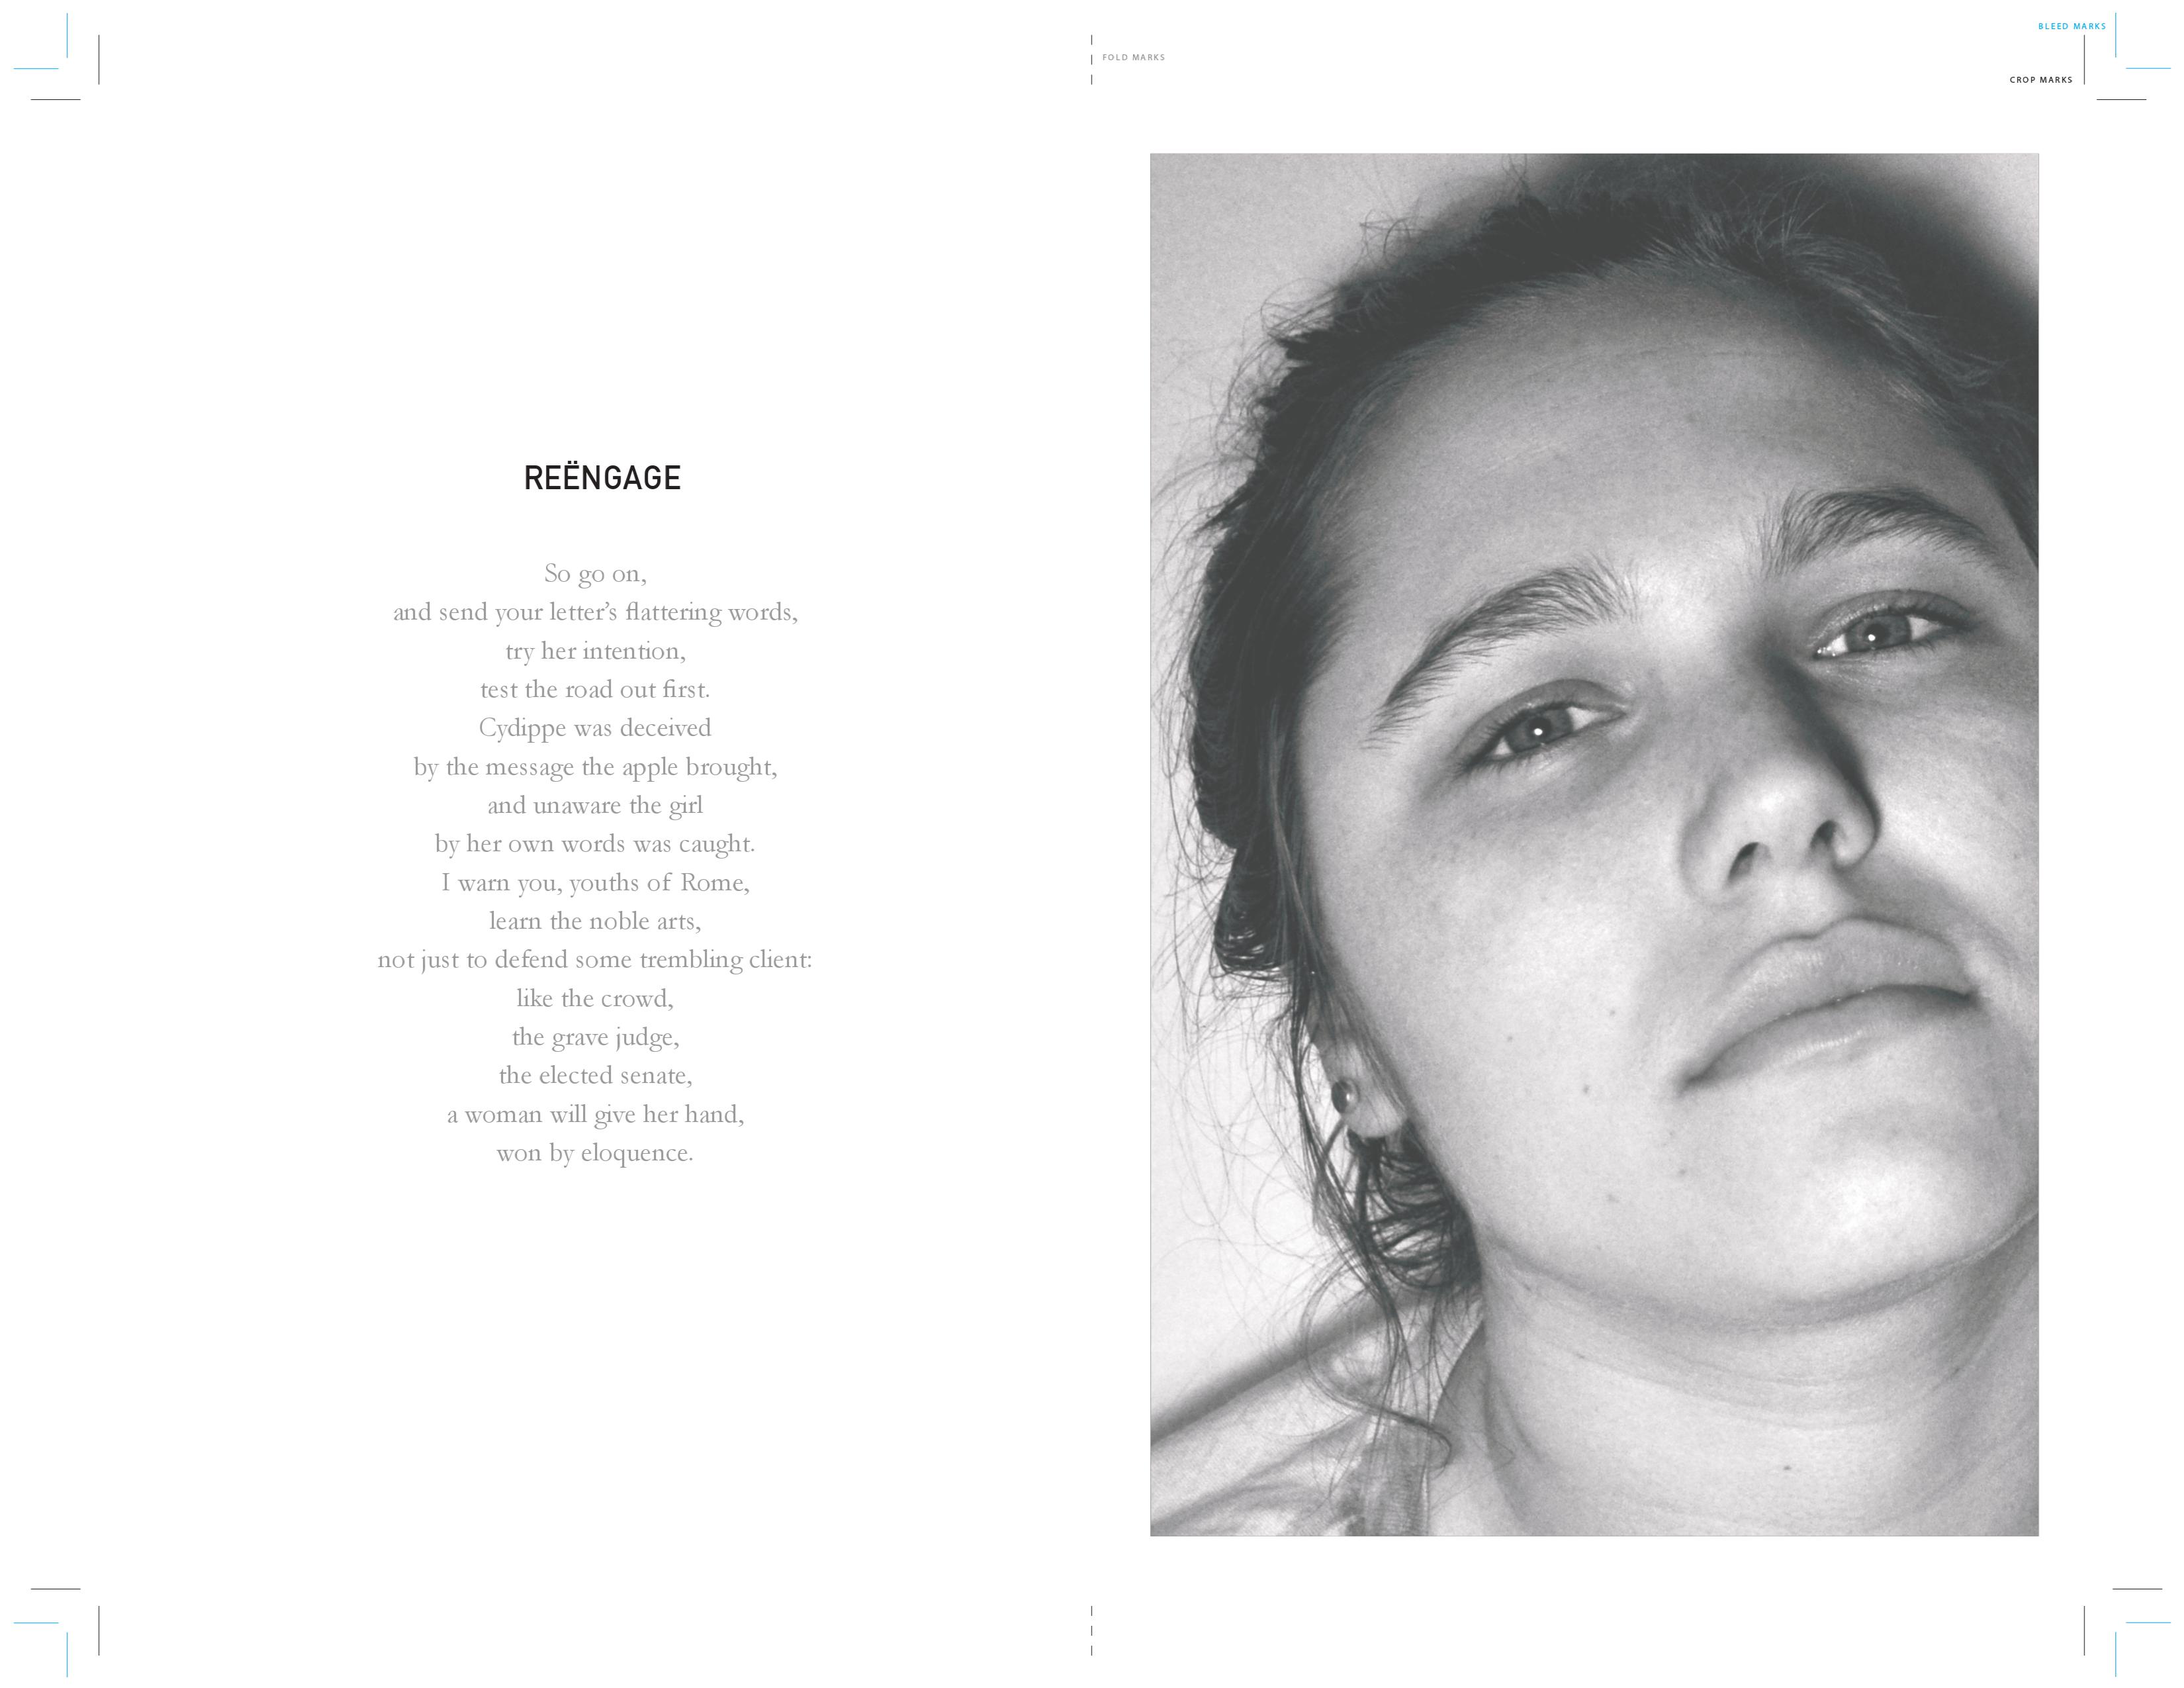 BLEED MARKS
FOLD MARKS
CROP MARKS
REËNGAGE
So go on,
and send your letter’s flattering words,
try her intention,
test the road out first.
Cydippe was deceived
by the message the apple brought,
and unaware the girl
by her own words was caught.
I warn you, youths of Rome,
learn the noble arts,
not just to defend some trembling client:
like the crowd,
the grave judge,
the elected senate,
a woman will give her hand,
won by eloquence.